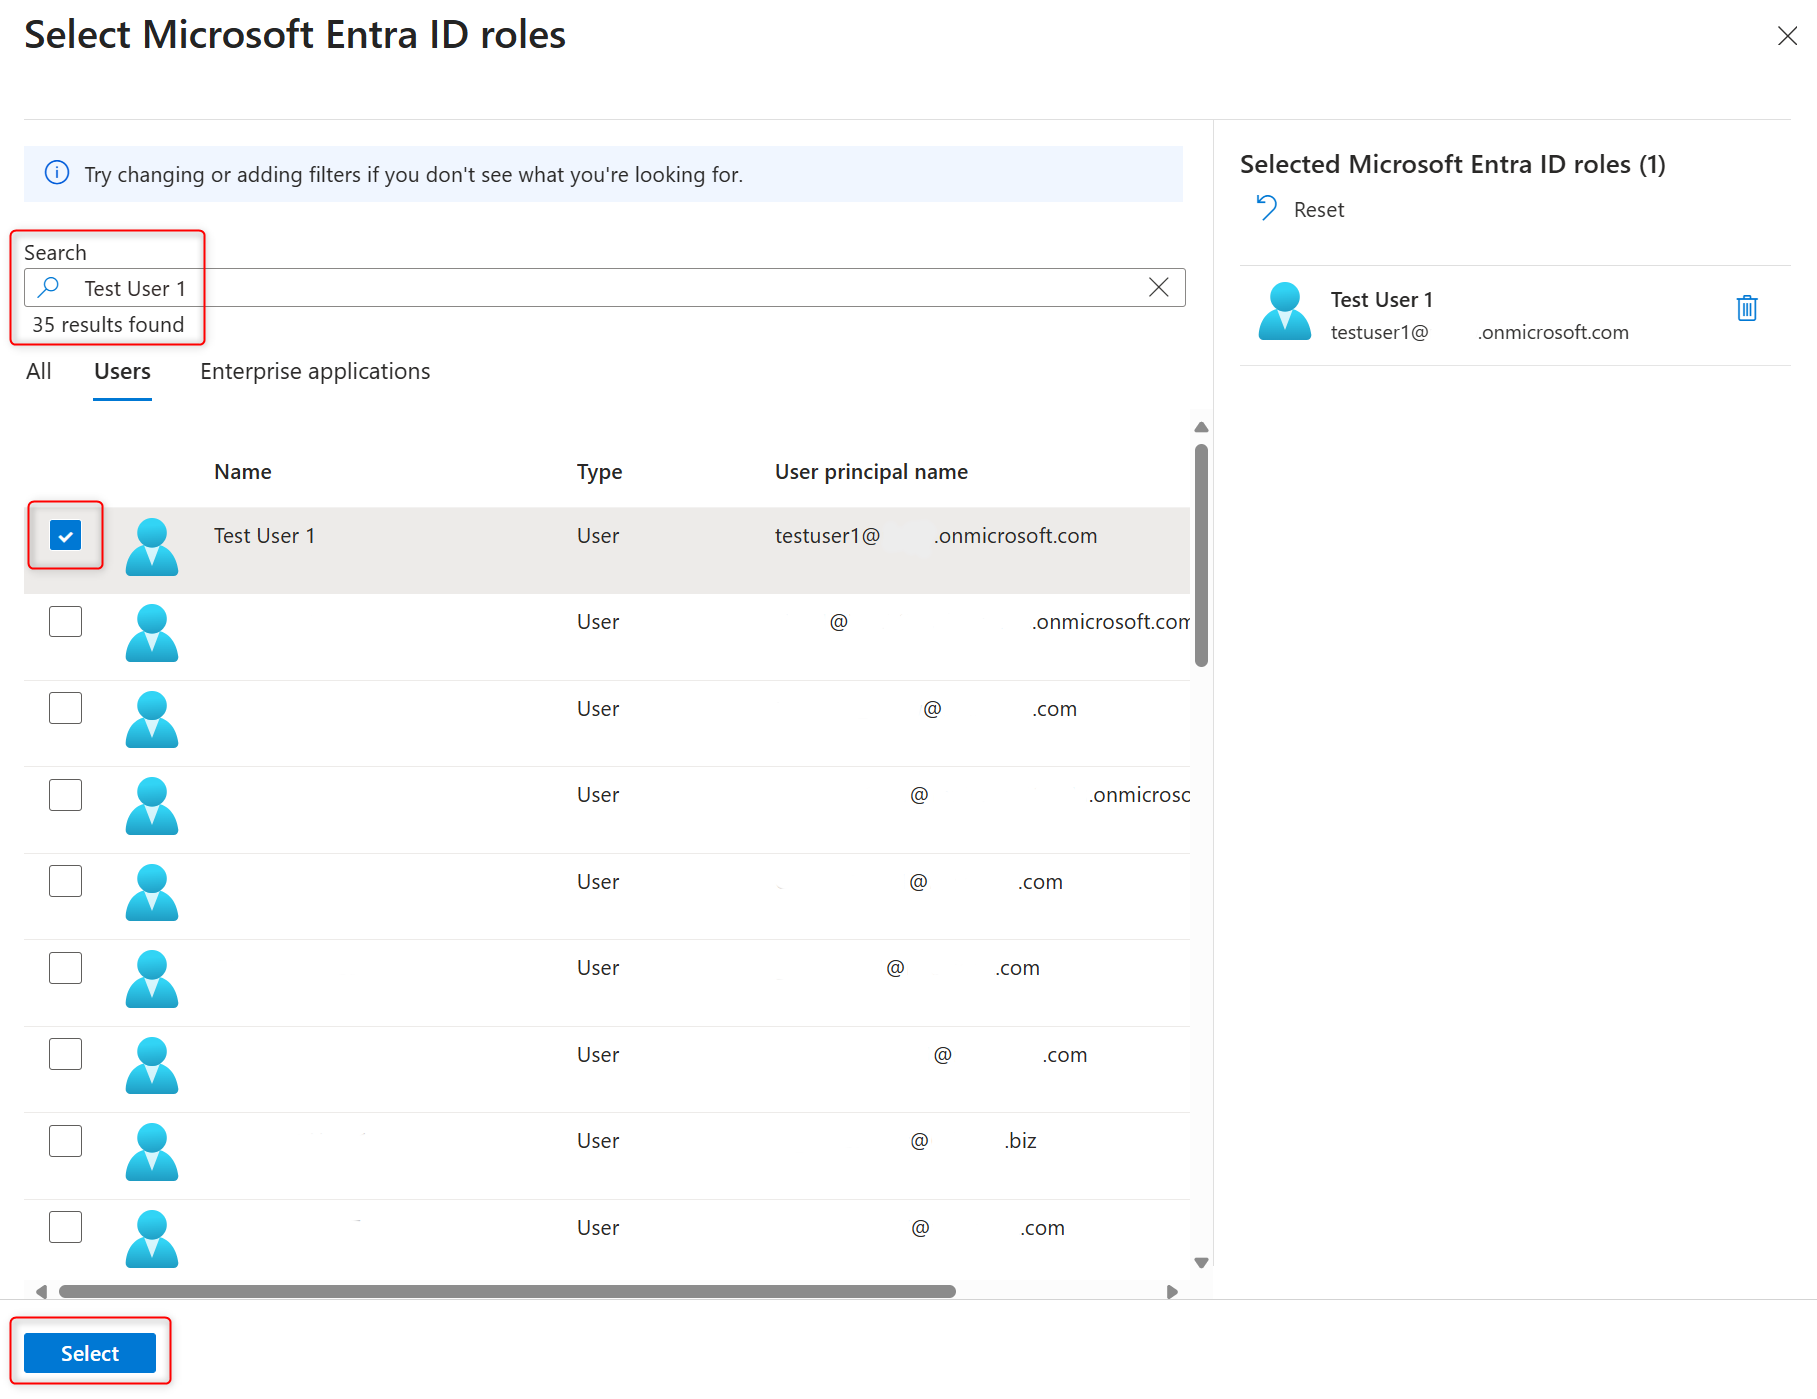 Select Microsoft Entra ID roles
Try changing or adding filters if you don't see what you're looking for.
Search
Test User 1
35 results found
All Users Enterprise applications
Name Type User principal name
Test User 1 User testuser1@ .onmicrosoft.com
User @ .onmicrosoft.com
User @ .com
User @ .onmicroso
User @ .com
User @ .com
User @ .com
User @ .biz
User @ .com
Select
Selected Microsoft Entra ID roles (1)
Reset
Test User 1
testuser1@ .onmicrosoft.com